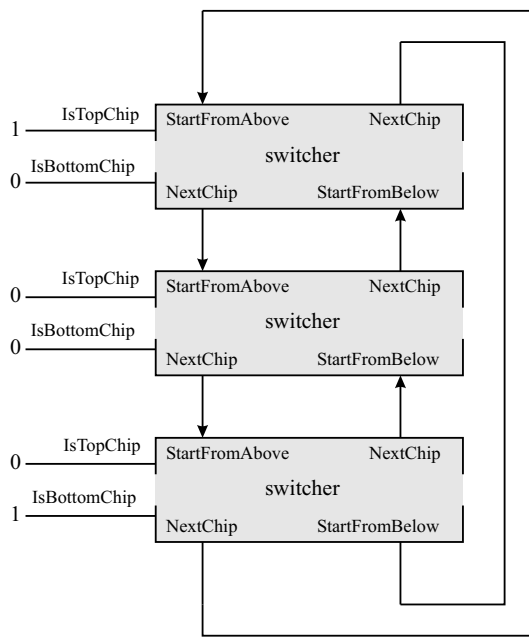 IsTopChip
1
StartFromAbove NextChip
switcher
IsBottomChip
0
NextChip StartFromBelow
IsTopChip
0
StartFromAbove NextChip
switcher
IsBottomChip
0
NextChip StartFromBelow
IsTopChip
0
StartFromAbove NextChip
switcher
IsBottomChip
1
NextChip StartFromBelow